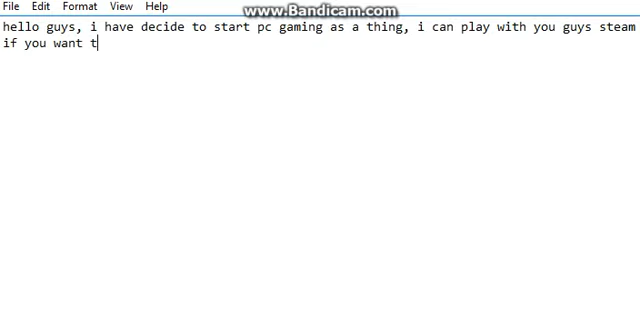 File Edit Format View Help
www.Bandicam.com
hello guys, i have decide to start pc gaming as a thing, i can play with you guys steam
if you want t